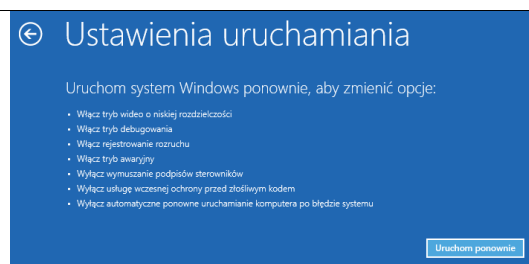 Ustawienia uruchamiania
Uruchom system Windows ponownie, aby zmienić opcje:
• Włącz tryb wideo o niskiej rozdzielczości
• Włącz tryb debugowania
• Włącz rejestrowanie rozruchu
• Włącz tryb awaryjny
• Wyłącz wymuszanie podpisów sterowników
• Wyłącz usługę wczesnej ochrony przed złośliwym kodem
• Wyłącz automatyczne ponowne uruchamianie komputera po błędzie systemu
Uruchom ponownie